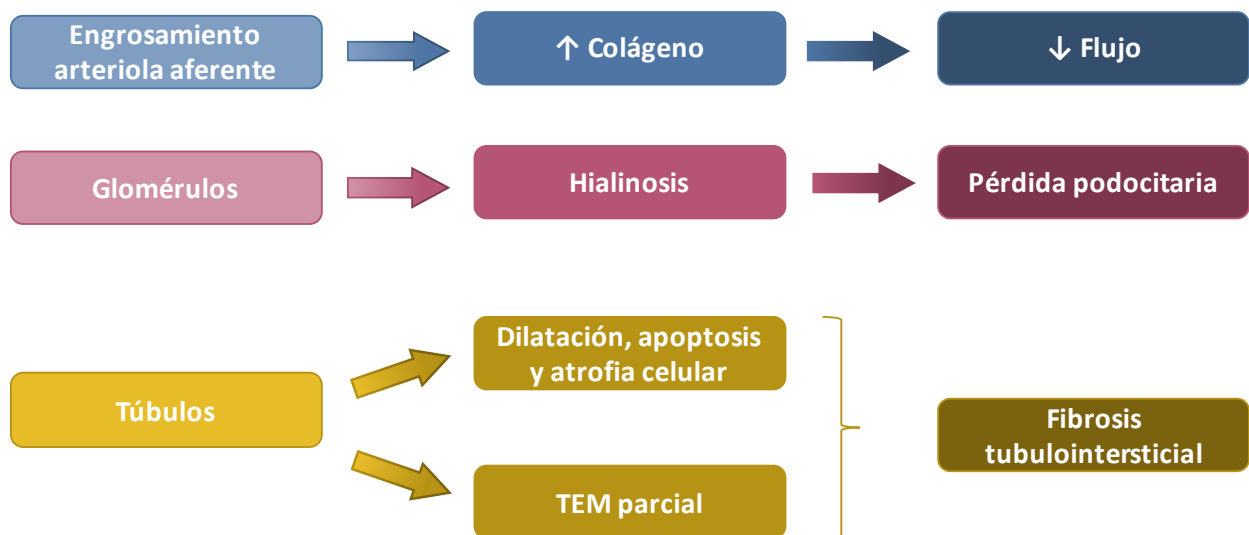 Engrosamiento
arteriola aferente
↑ Colágeno
↓ Flujo
Glomérulos
Hialinosis
Pérdida podocitaria
Túbulos
Dilatación, apoptosis
y atrofia celular
TEM parcial
Fibrosis
tubulointersticial